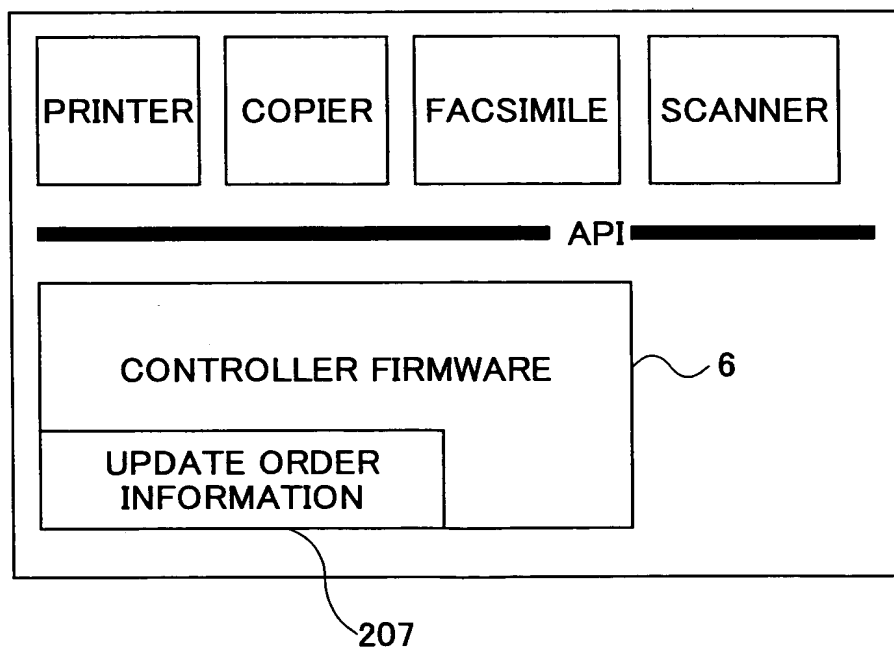 PRINTER COPIER FACSIMILE SCANNER
API
CONTROLLER FIRMWARE
6
UPDATE ORDER
INFORMATION
207